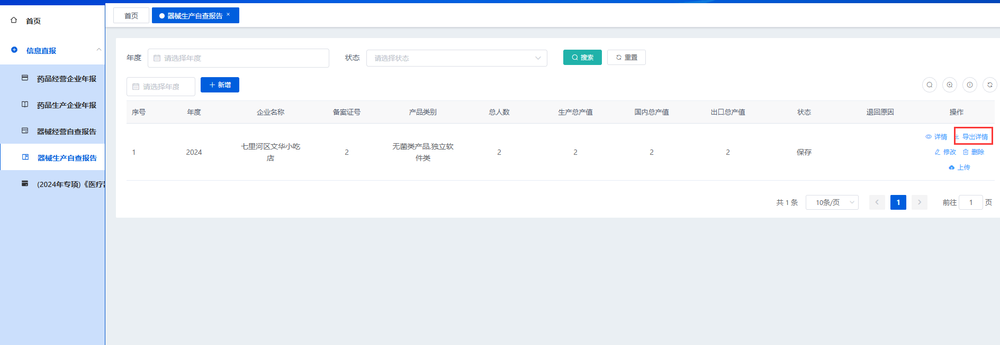 首页
信息直报
药品经营企业年报
药品生产企业年报
器械经营自查报告
器械生产自查报告
(2024年专项)《医疗
首页 器械生产自查报告 ×
年度 请选择年度 状态 请选择状态 搜索 重置
请选择年度 新增
序号 年度 企业名称 备案证号 产品类别 总人数 生产总产值 国内总产值 出口总产值 状态 退回原因 操作
1 2024 七里河区文华小吃店 2 无菌类产品,独立软件类 2 2 2 2 保存
详情 导出详情
修改 删除
上传
共 1 条 10条/页 1 前往 1 页